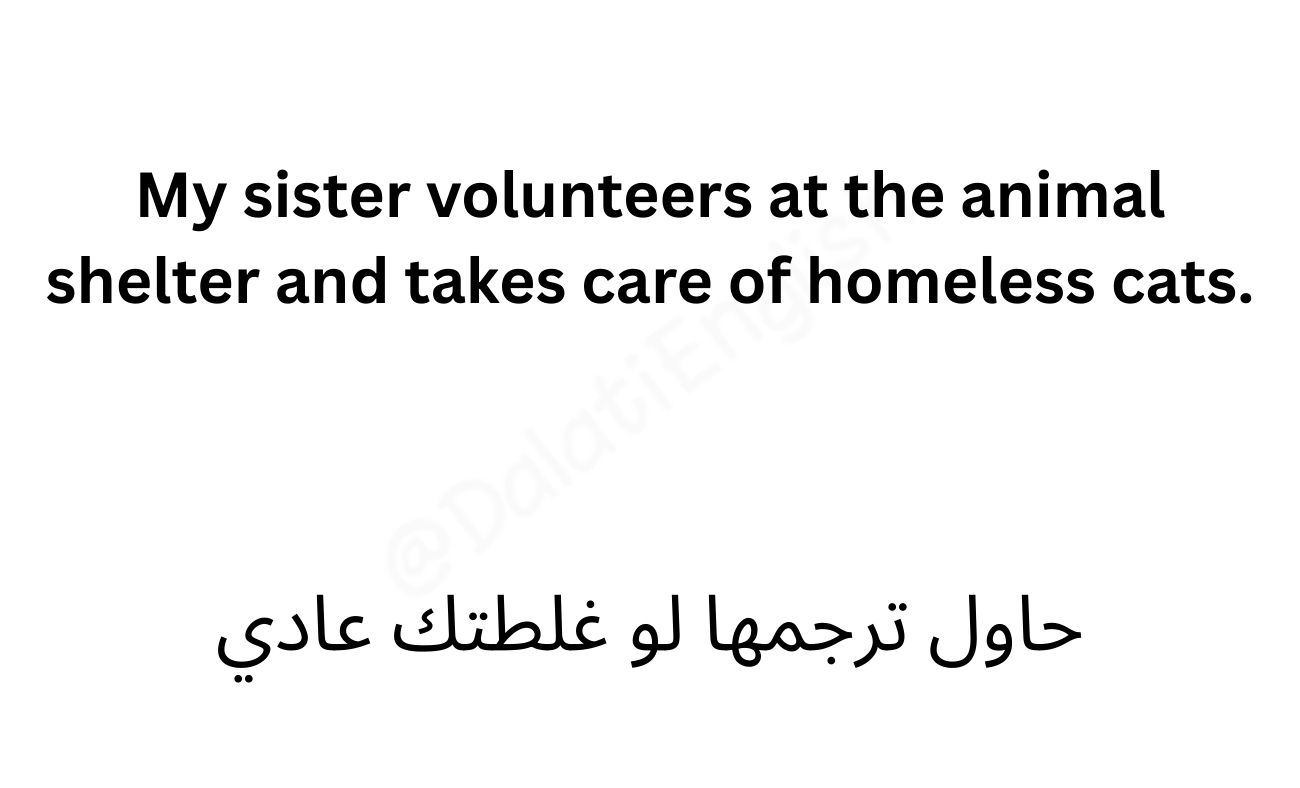 My sister volunteers at the animal
shelter and takes care of homeless cats.
@DalatiEnglish
حاول ترجمها لو غلطتك عادي